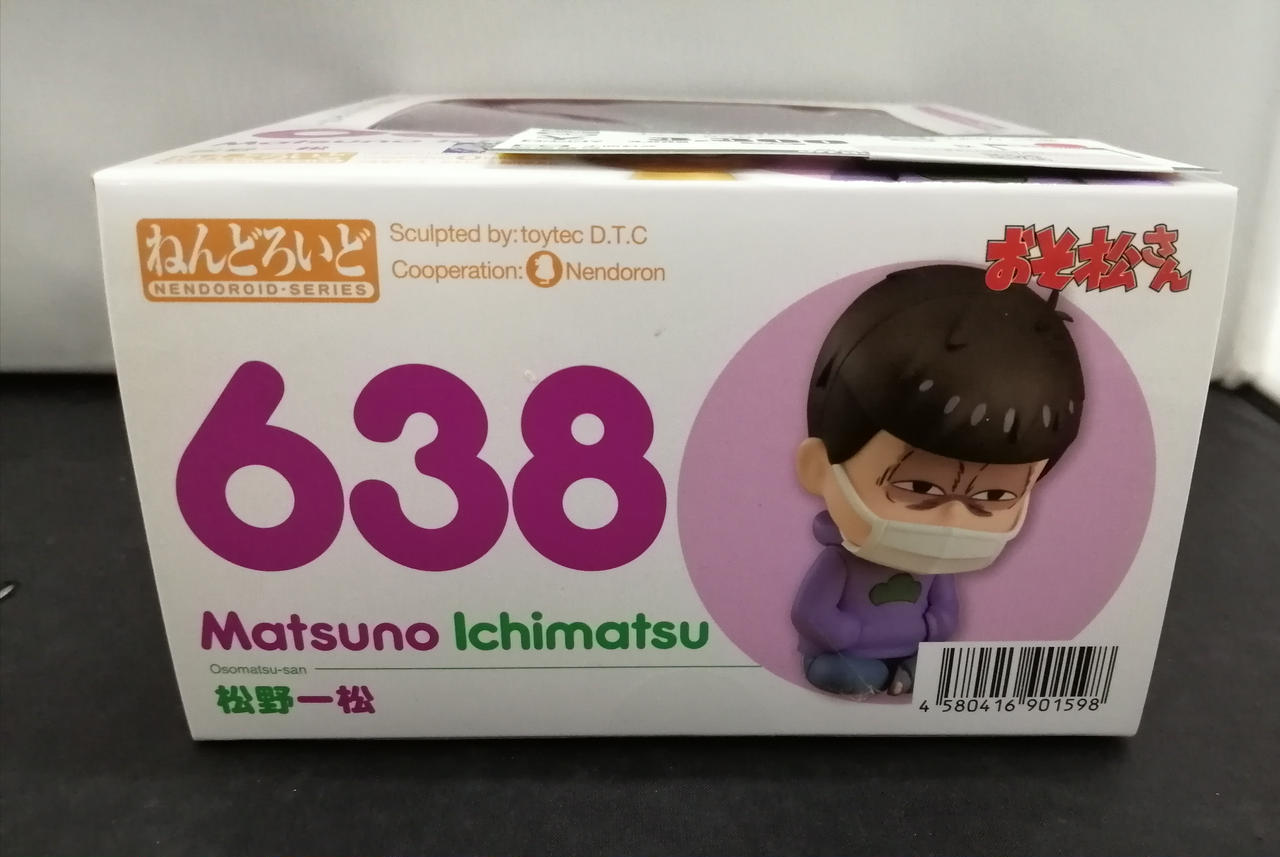 Matsuno
ねんどろいど
NENDOROID·SERIES
Sculpted by: toytec D.T.C
Cooperation: Nendoron
おそ松さん
638
Matsuno Ichimatsu
Osomatsu-san
松野一松
4 580416 901598